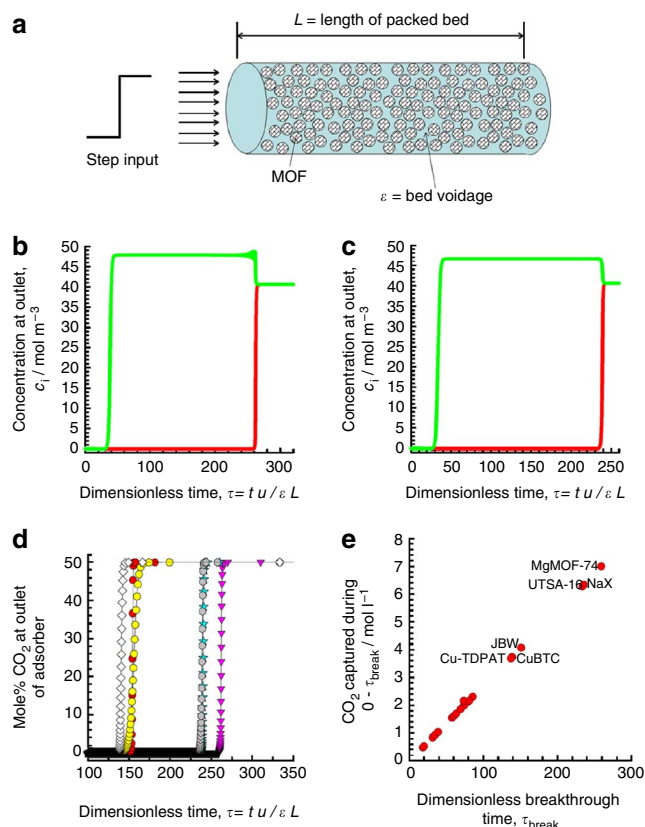 a
L = length of packed bed
Step input
MOF
ε = bed voidage
b
Concentration at outlet,
c_i / mol m⁻³
50
45
40
35
30
25
20
15
10
5
0
0 100 200 300
Dimensionless time, τ = t u / ε L
c
Concentration at outlet,
c_i / mol m⁻³
50
45
40
35
30
25
20
15
10
5
0
0 50 100 150 200 250
Dimensionless time, τ = t u / ε L
d
Mole% CO₂ at outlet
of adsorber
50
40
30
20
10
0
100 150 200 250 300 350
Dimensionless time, τ = t u / ε L
e
CO₂ captured during
0 - τ_break / mol l⁻¹
8
7
6
5
4
3
2
1
0
MgMOF-74
UTSA-16 NaX
JBW
Cu-TDPAT CuBTC
0 100 200 300
Dimensionless breakthrough
time, τ_break